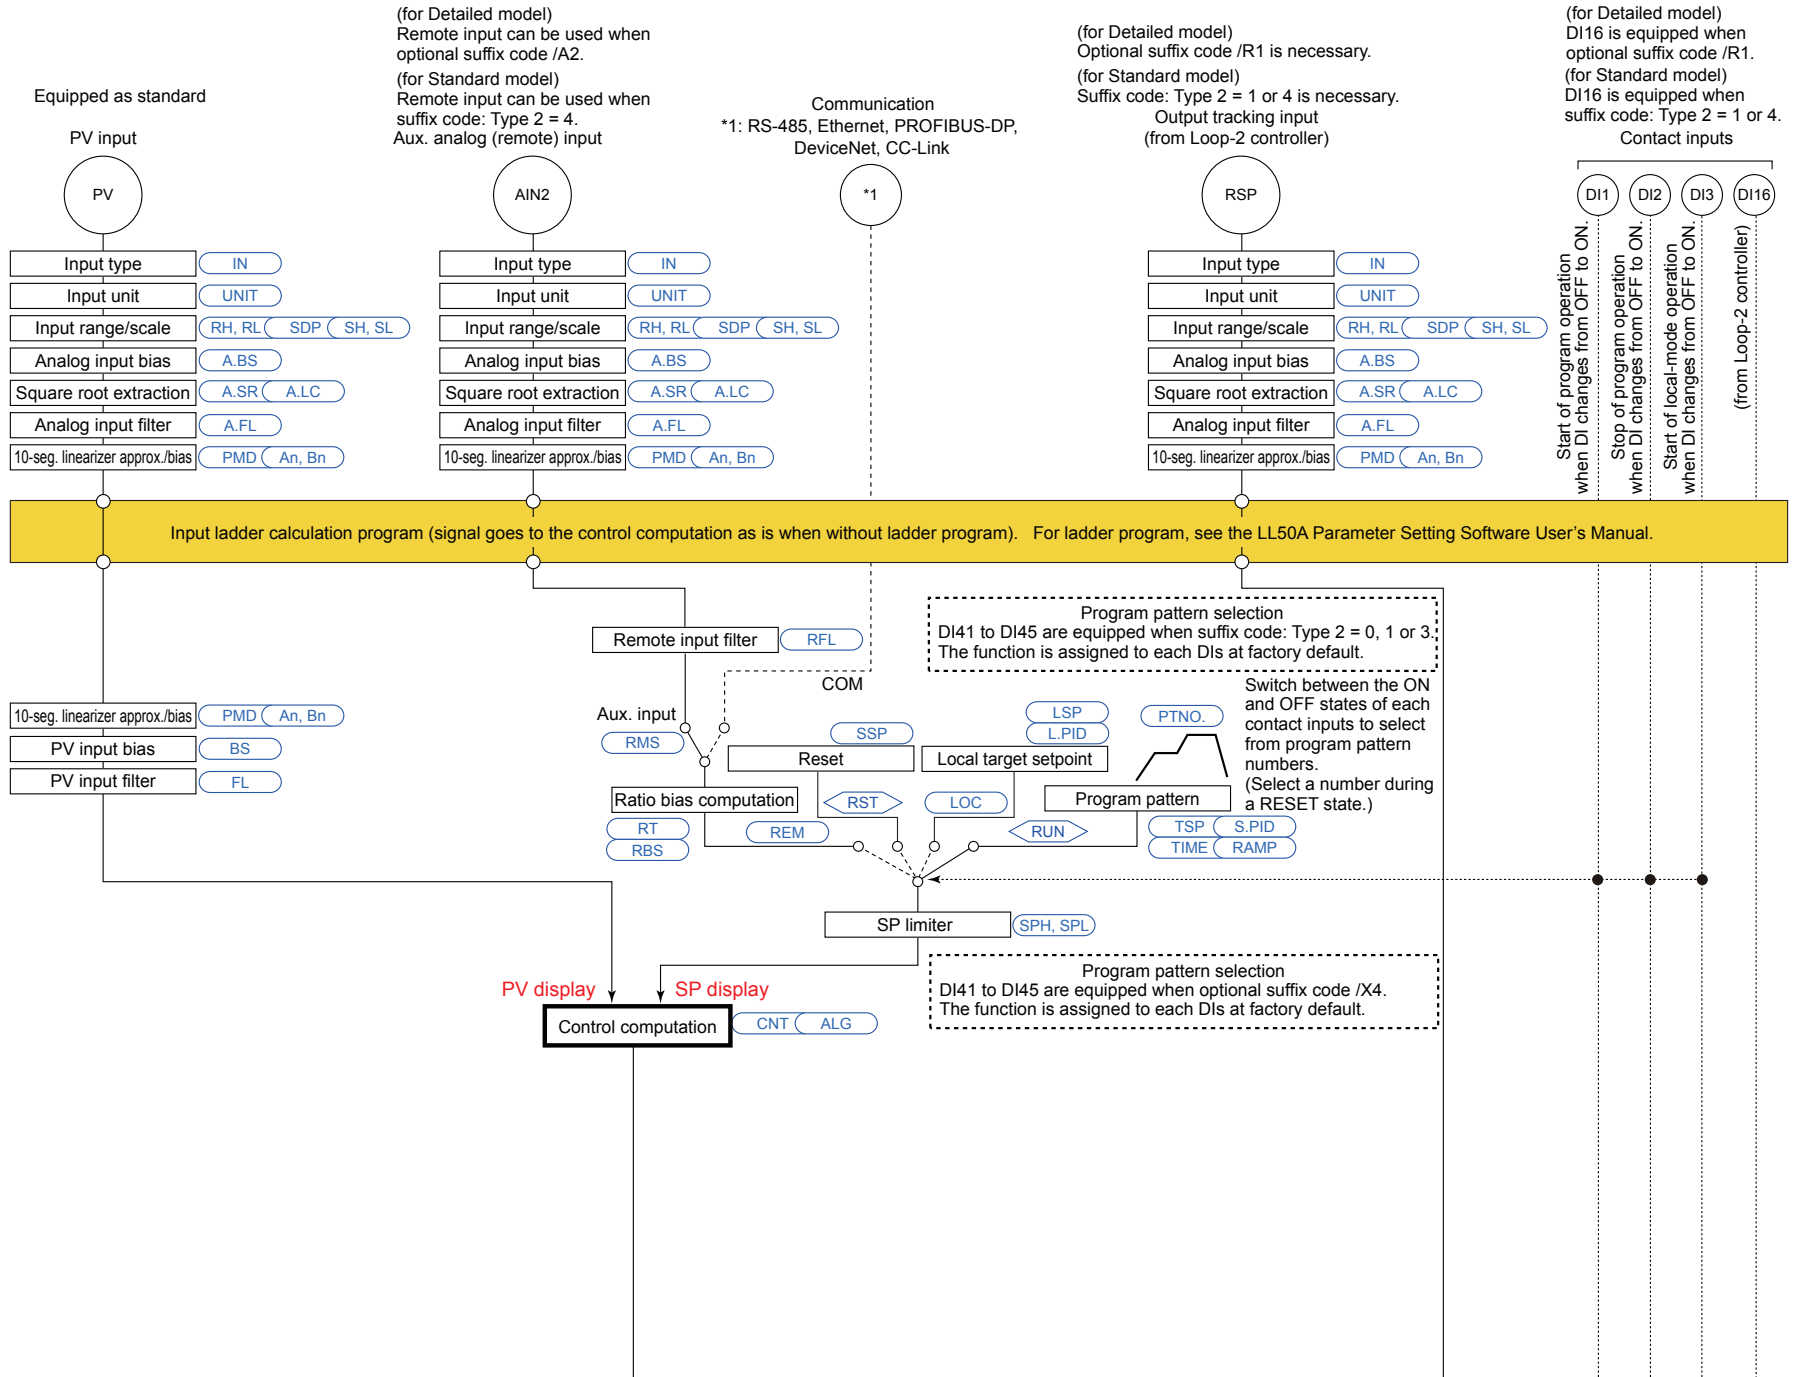 (for Detailed model)
Remote input can be used when
optional suffix code /A2.
(for Standard model)
Remote input can be used when
suffix code: Type 2 = 4.
Aux. analog (remote) input
(for Detailed model)
Optional suffix code /R1 is necessary.
(for Standard model)
Suffix code: Type 2 = 1 or 4 is necessary.
Output tracking input
(from Loop-2 controller)
(for Detailed model)
DI16 is equipped when
optional suffix code /R1.
(for Standard model)
DI16 is equipped when
suffix code: Type 2 = 1 or 4.
Contact inputs
Equipped as standard
PV input
Communication
*1: RS-485, Ethernet, PROFIBUS-DP,
DeviceNet, CC-Link
PV
AIN2
*1
RSP
DI1 DI2 DI3 DI16
Start of program operation
when DI changes from OFF to ON.
Stop of program operation
when DI changes from OFF to ON.
Start of local-mode operation
when DI changes from OFF to ON.
(from Loop-2 controller)
Input type IN
Input unit UNIT
Input range/scale RH, RL SDP SH, SL
Analog input bias A.BS
Square root extraction A.SR A.LC
Analog input filter A.FL
10-seg. linearizer approx./bias PMD An, Bn
Input type IN
Input unit UNIT
Input range/scale RH, RL SDP SH, SL
Analog input bias A.BS
Square root extraction A.SR A.LC
Analog input filter A.FL
10-seg. linearizer approx./bias PMD An, Bn
Input type IN
Input unit UNIT
Input range/scale RH, RL SDP SH, SL
Analog input bias A.BS
Square root extraction A.SR A.LC
Analog input filter A.FL
10-seg. linearizer approx./bias PMD An, Bn
Input ladder calculation program (signal goes to the control computation as is when without ladder program). For ladder program, see the LL50A Parameter Setting Software User's Manual.
Program pattern selection
DI41 to DI45 are equipped when suffix code: Type 2 = 0, 1 or 3.
The function is assigned to each DIs at factory default.
Remote input filter RFL
COM
Switch between the ON
and OFF states of each
contact inputs to select
from program pattern
numbers.
(Select a number during
a RESET state.)
10-seg. linearizer approx./bias PMD An, Bn
PV input bias BS
PV input filter FL
Aux. input
RMS
SSP
LSP
L.PID
PTNO.
Reset
Local target setpoint
Ratio bias computation
RST
LOC
Program pattern
RT
RBS
REM
RUN
TSP S.PID
TIME RAMP
SP limiter SPH, SPL
Program pattern selection
DI41 to DI45 are equipped when optional suffix code /X4.
The function is assigned to each DIs at factory default.
PV display
SP display
Control computation CNT ALG